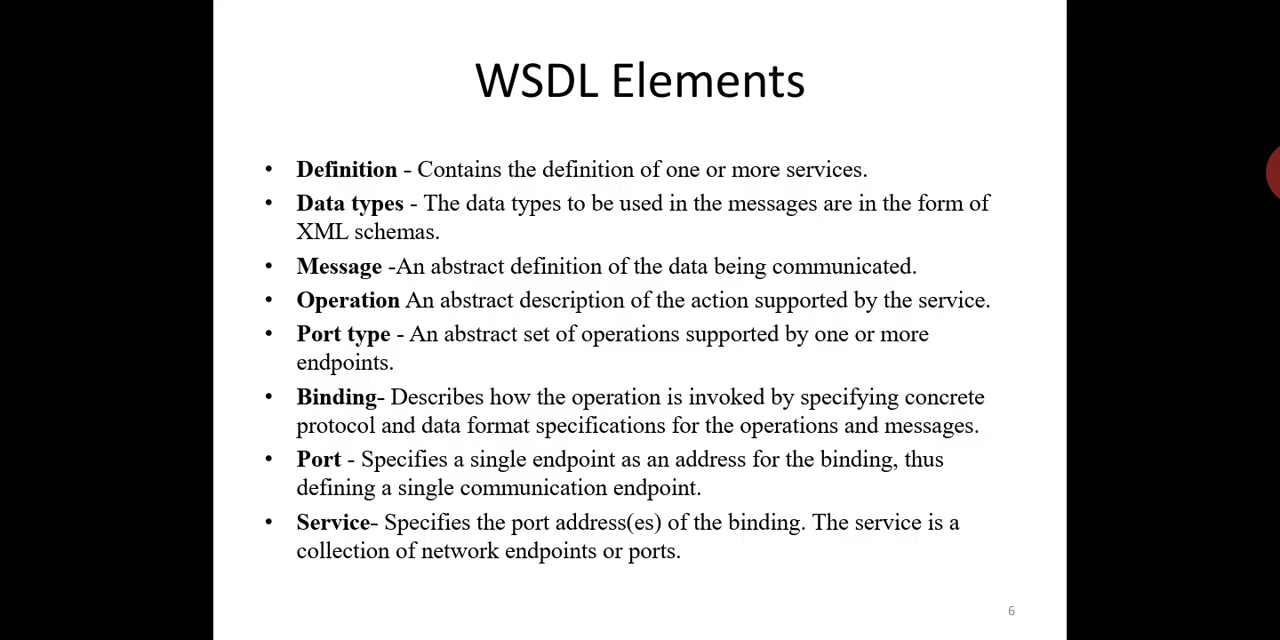 WSDL Elements
• Definition - Contains the definition of one or more services.
• Data types - The data types to be used in the messages are in the form of
XML schemas.
• Message -An abstract definition of the data being communicated.
• Operation An abstract description of the action supported by the service.
• Port type - An abstract set of operations supported by one or more
endpoints.
• Binding- Describes how the operation is invoked by specifying concrete
protocol and data format specifications for the operations and messages.
• Port - Specifies a single endpoint as an address for the binding, thus
defining a single communication endpoint.
• Service- Specifies the port address(es) of the binding. The service is a
collection of network endpoints or ports.
6